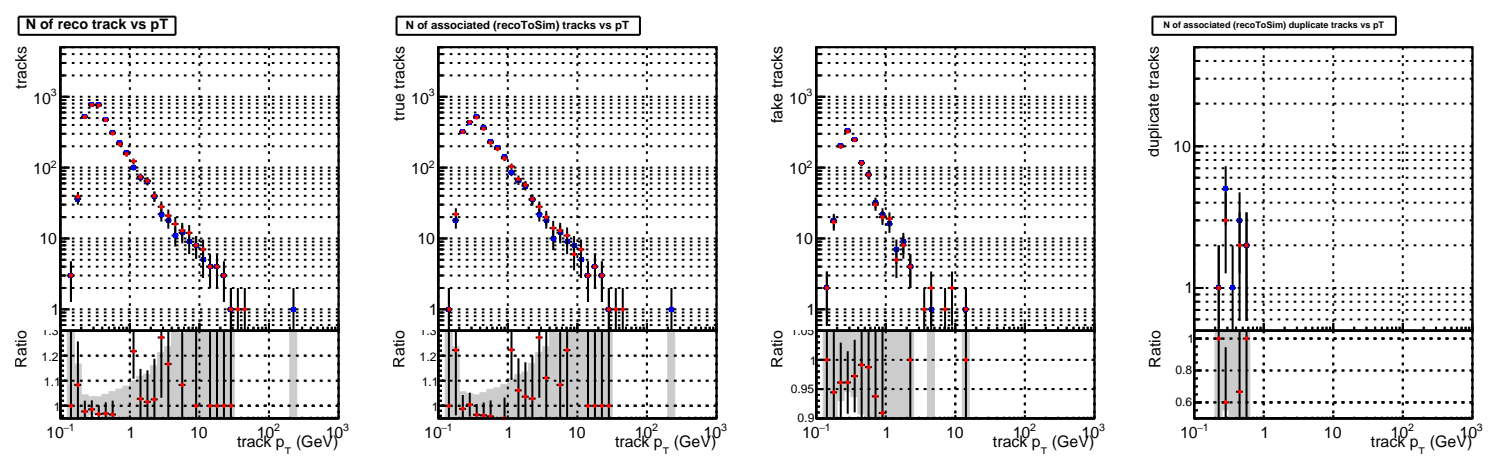 N of reco track vs pT
tracks
10³
10²
10
1
Ratio
1.3
1.2
1.1
1
10⁻¹ 1 10 10² 10³
track p_T (GeV)
N of associated (recoToSim) tracks vs pT
true tracks
10³
10²
10
1
Ratio
1.3
1.2
1.1
1
10⁻¹ 1 10 10² 10³
track p_T (GeV)
fake tracks
10³
10²
10
1
Ratio
1.05
1
0.95
0.9
10⁻¹ 1 10 10² 10³
track p_T (GeV)
N of associated (recoToSim) duplicate tracks vs pT
duplicate tracks
10
1
Ratio
1
0.8
0.6
10⁻¹ 1 10 10² 10³
track p_T (GeV)